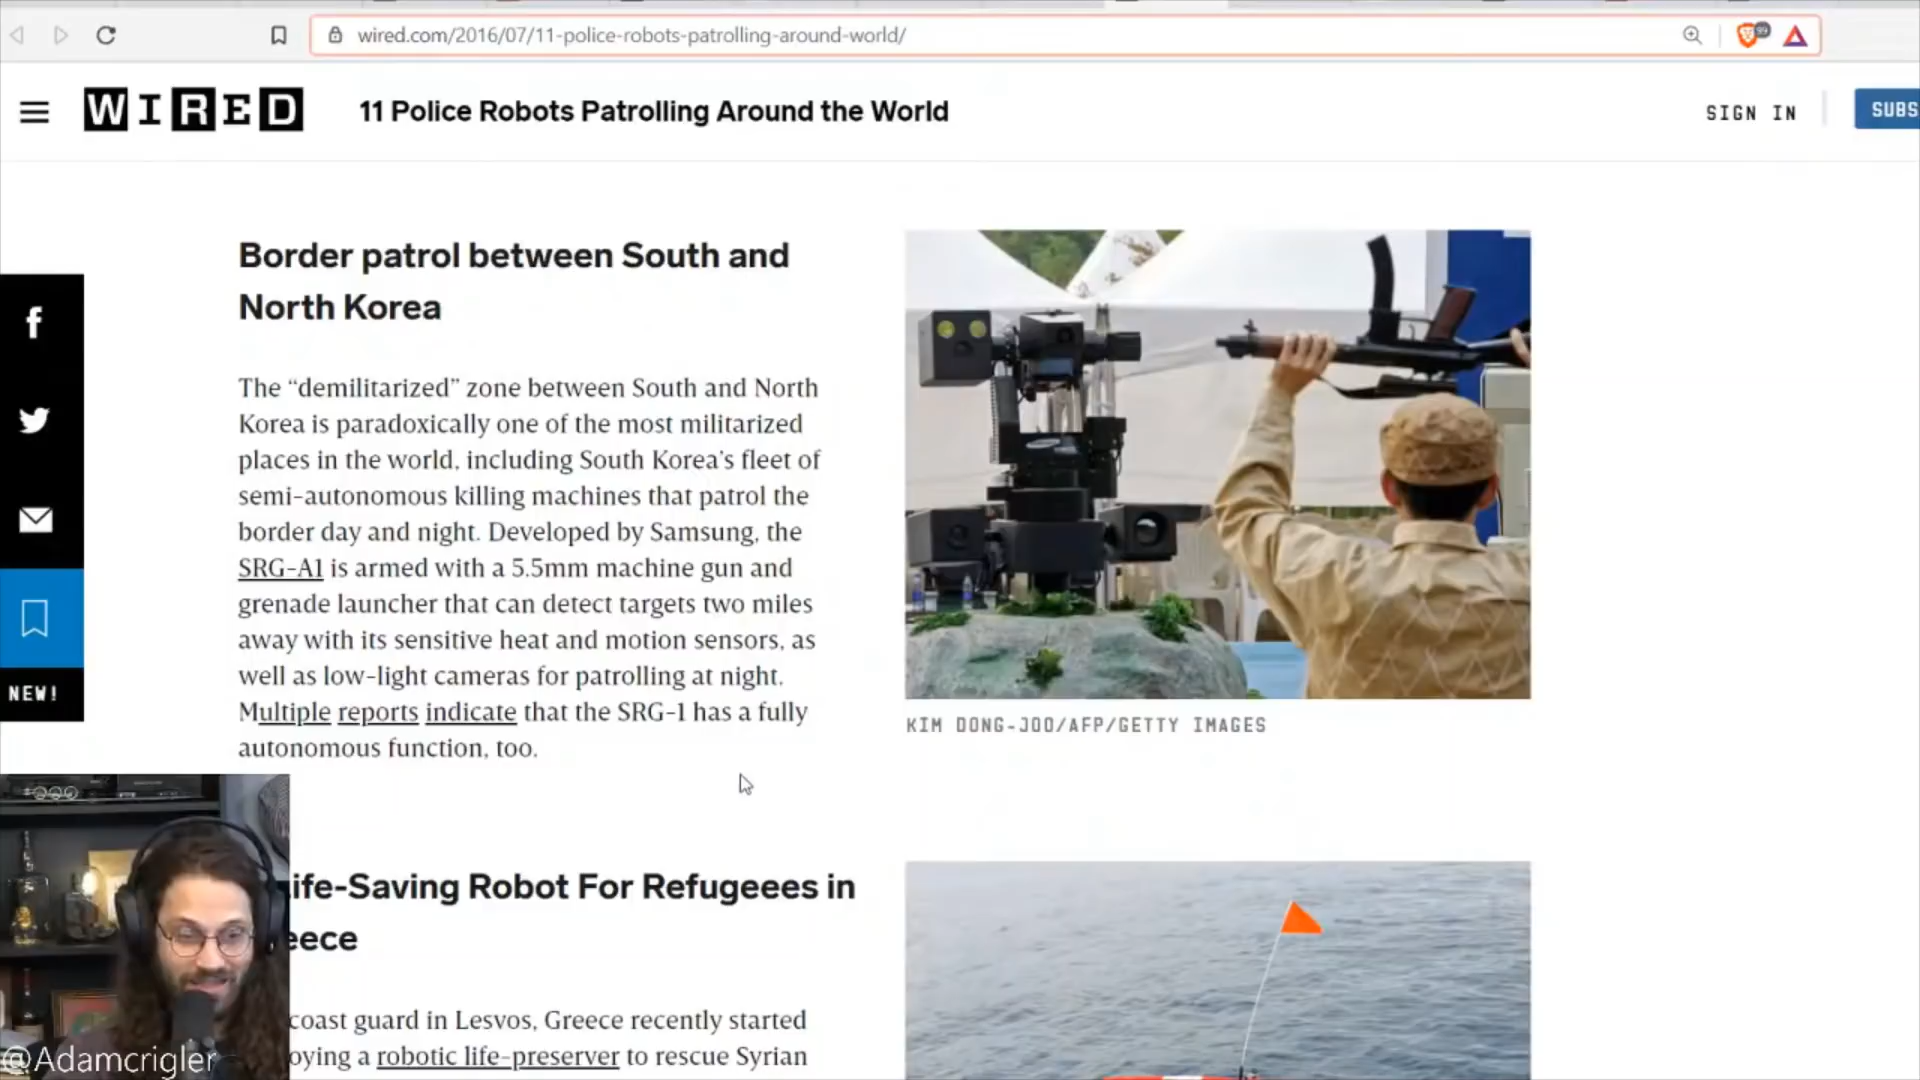 wired.com/2016/07/11-police-robots-patrolling-around-world/
99
WIRED
11 Police Robots Patrolling Around the World
SIGN IN
SUBS
Border patrol between South and
North Korea
The “demilitarized” zone between South and North
Korea is paradoxically one of the most militarized
places in the world, including South Korea’s fleet of
semi-autonomous killing machines that patrol the
border day and night. Developed by Samsung, the
SRG-A1 is armed with a 5.5mm machine gun and
grenade launcher that can detect targets two miles
away with its sensitive heat and motion sensors, as
well as low-light cameras for patrolling at night.
Multiple reports indicate that the SRG-1 has a fully
autonomous function, too.
KIM DONG-JOO/AFP/GETTY IMAGES
NEW!
ife-Saving Robot For Refugeees in
eece
coast guard in Lesvos, Greece recently started
oying a robotic life-preserver to rescue Syrian
@Adamcrigler